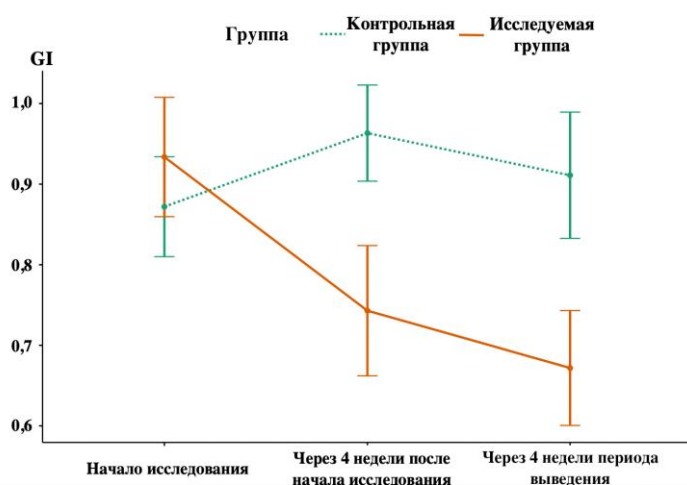 Группа
Контрольная
группа
Исследуемая
группа
GI
1,0
0,9
0,8
0,7
0,6
Начало исследования
Через 4 недели после
начала исследования
Через 4 недели периода
выведения